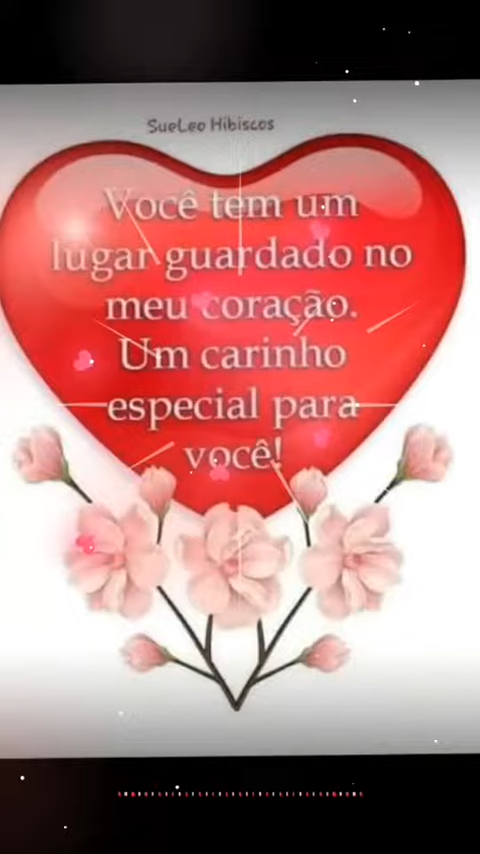 SueLeo Hibiscos
Você tem um
lugar guardado no
meu coração.
Um carinho
especial para
você!